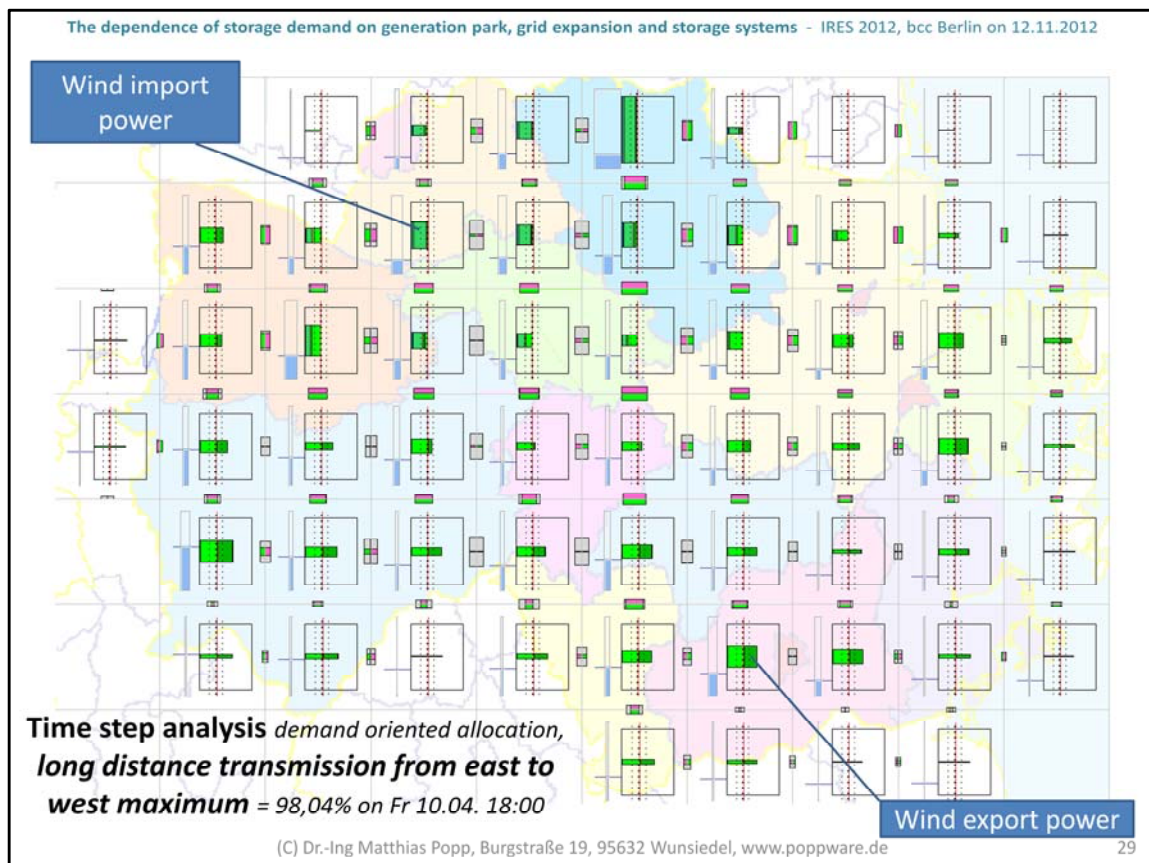 The dependence of storage demand on generation park, grid expansion and storage systems - IRES 2012, bcc Berlin on 12.11.2012
Wind import
power
Time step analysis demand oriented allocation,
long distance transmission from east to
west maximum = 98,04% on Fr 10.04. 18:00
Wind export power
(C) Dr.-Ing Matthias Popp, Burgstraße 19, 95632 Wunsiedel, www.poppware.de
29